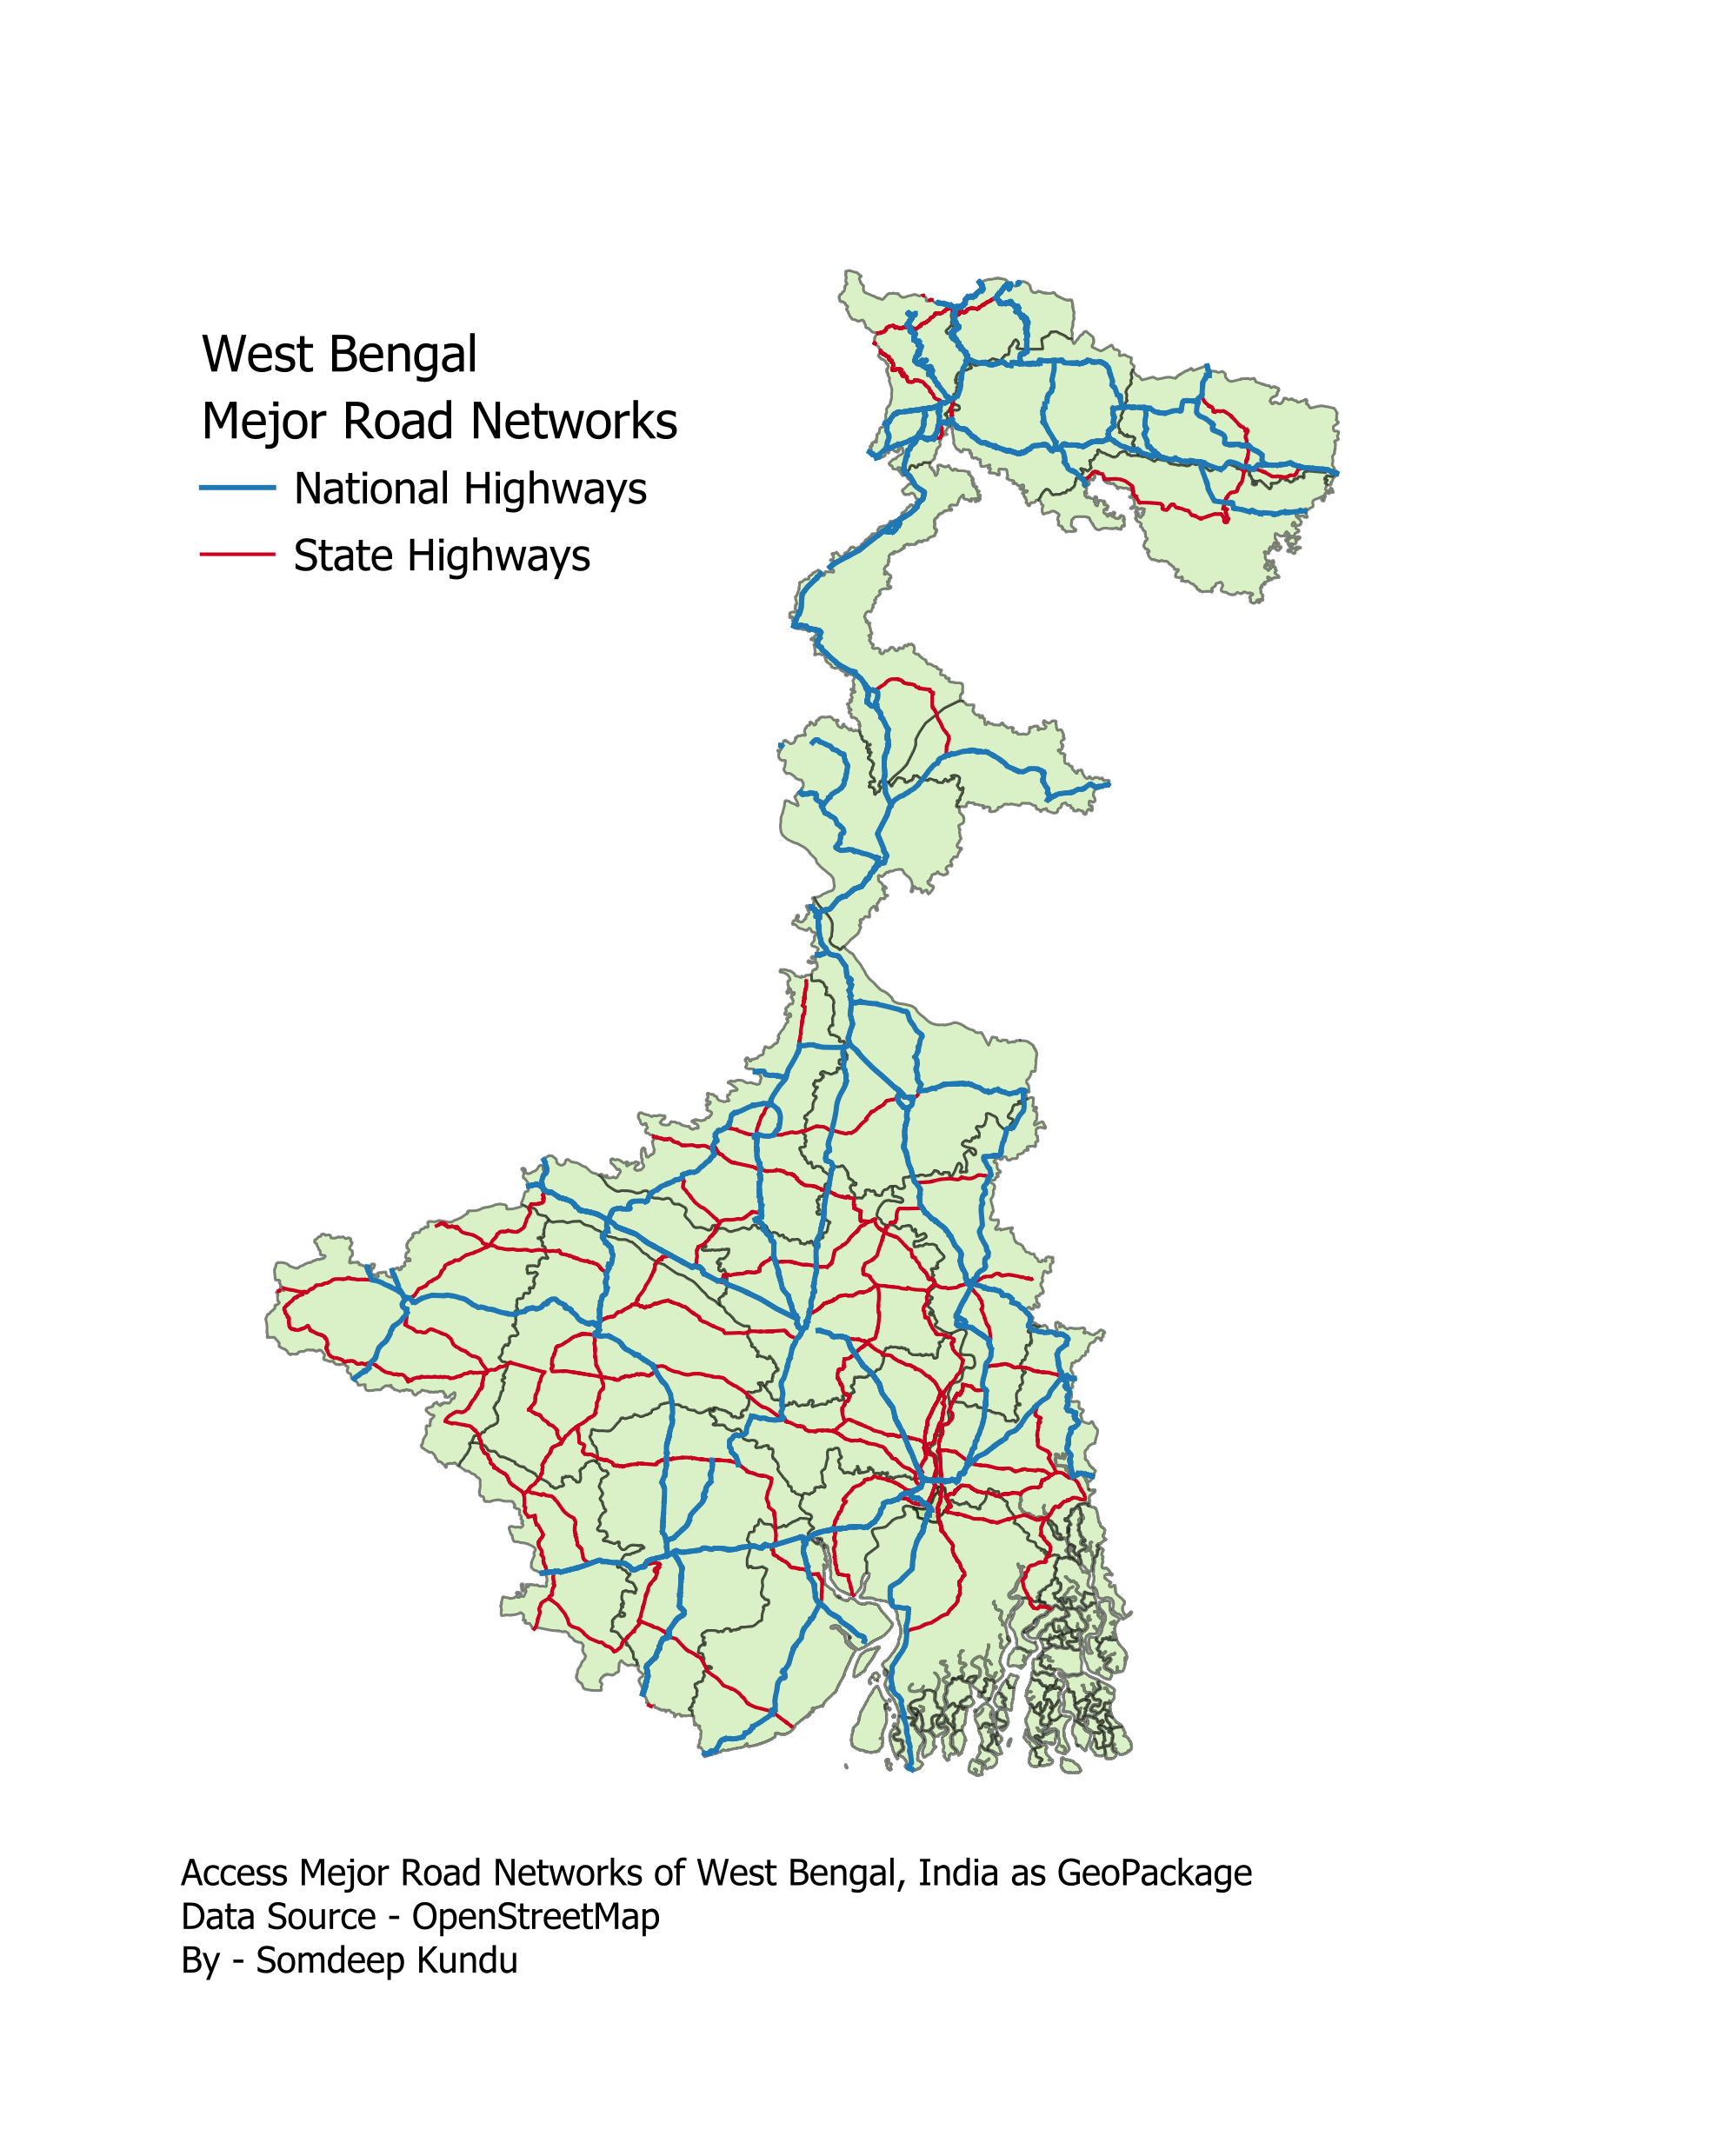 West Bengal
Mejor Road Networks
National Highways
State Highways
Access Mejor Road Networks of West Bengal, India as GeoPackage
Data Source - OpenStreetMap
By - Somdeep Kundu